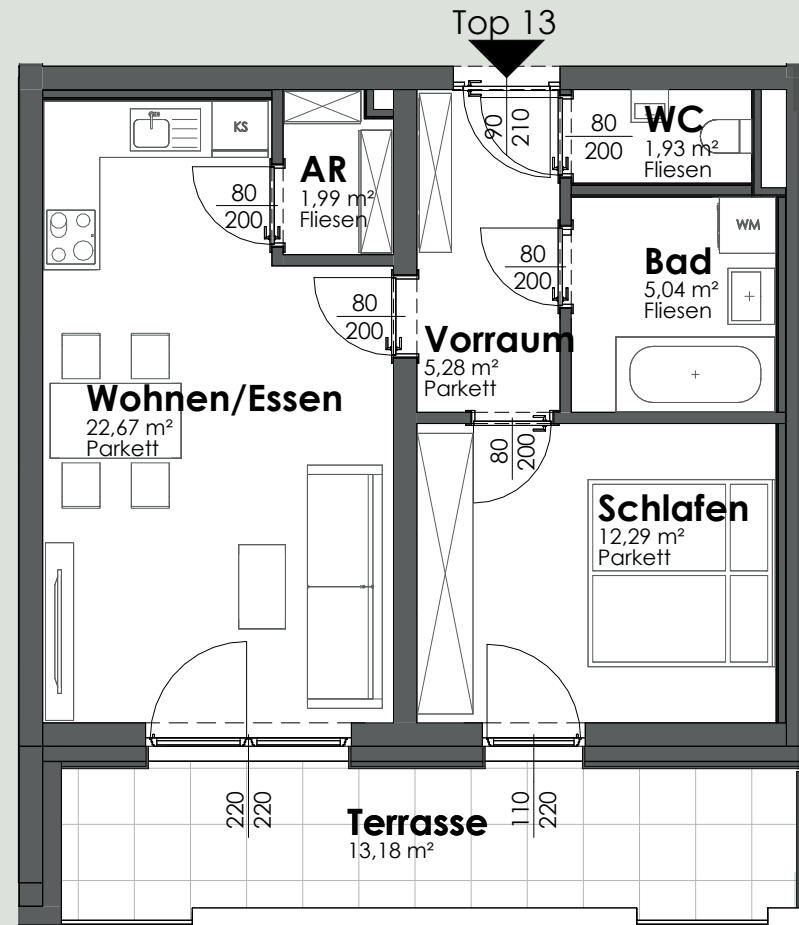 Top 13
90
210
80
200
WC
1,93 m²
Fliesen
KS
AR
1,99 m²
Fliesen
80
200
WM
Bad
5,04 m²
Fliesen
80
200
80
200
Vorraum
5,28 m²
Parkett
Wohnen/Essen
22,67 m²
Parkett
80
200
Schlafen
12,29 m²
Parkett
220
220
Terrasse
13,18 m²
110
220